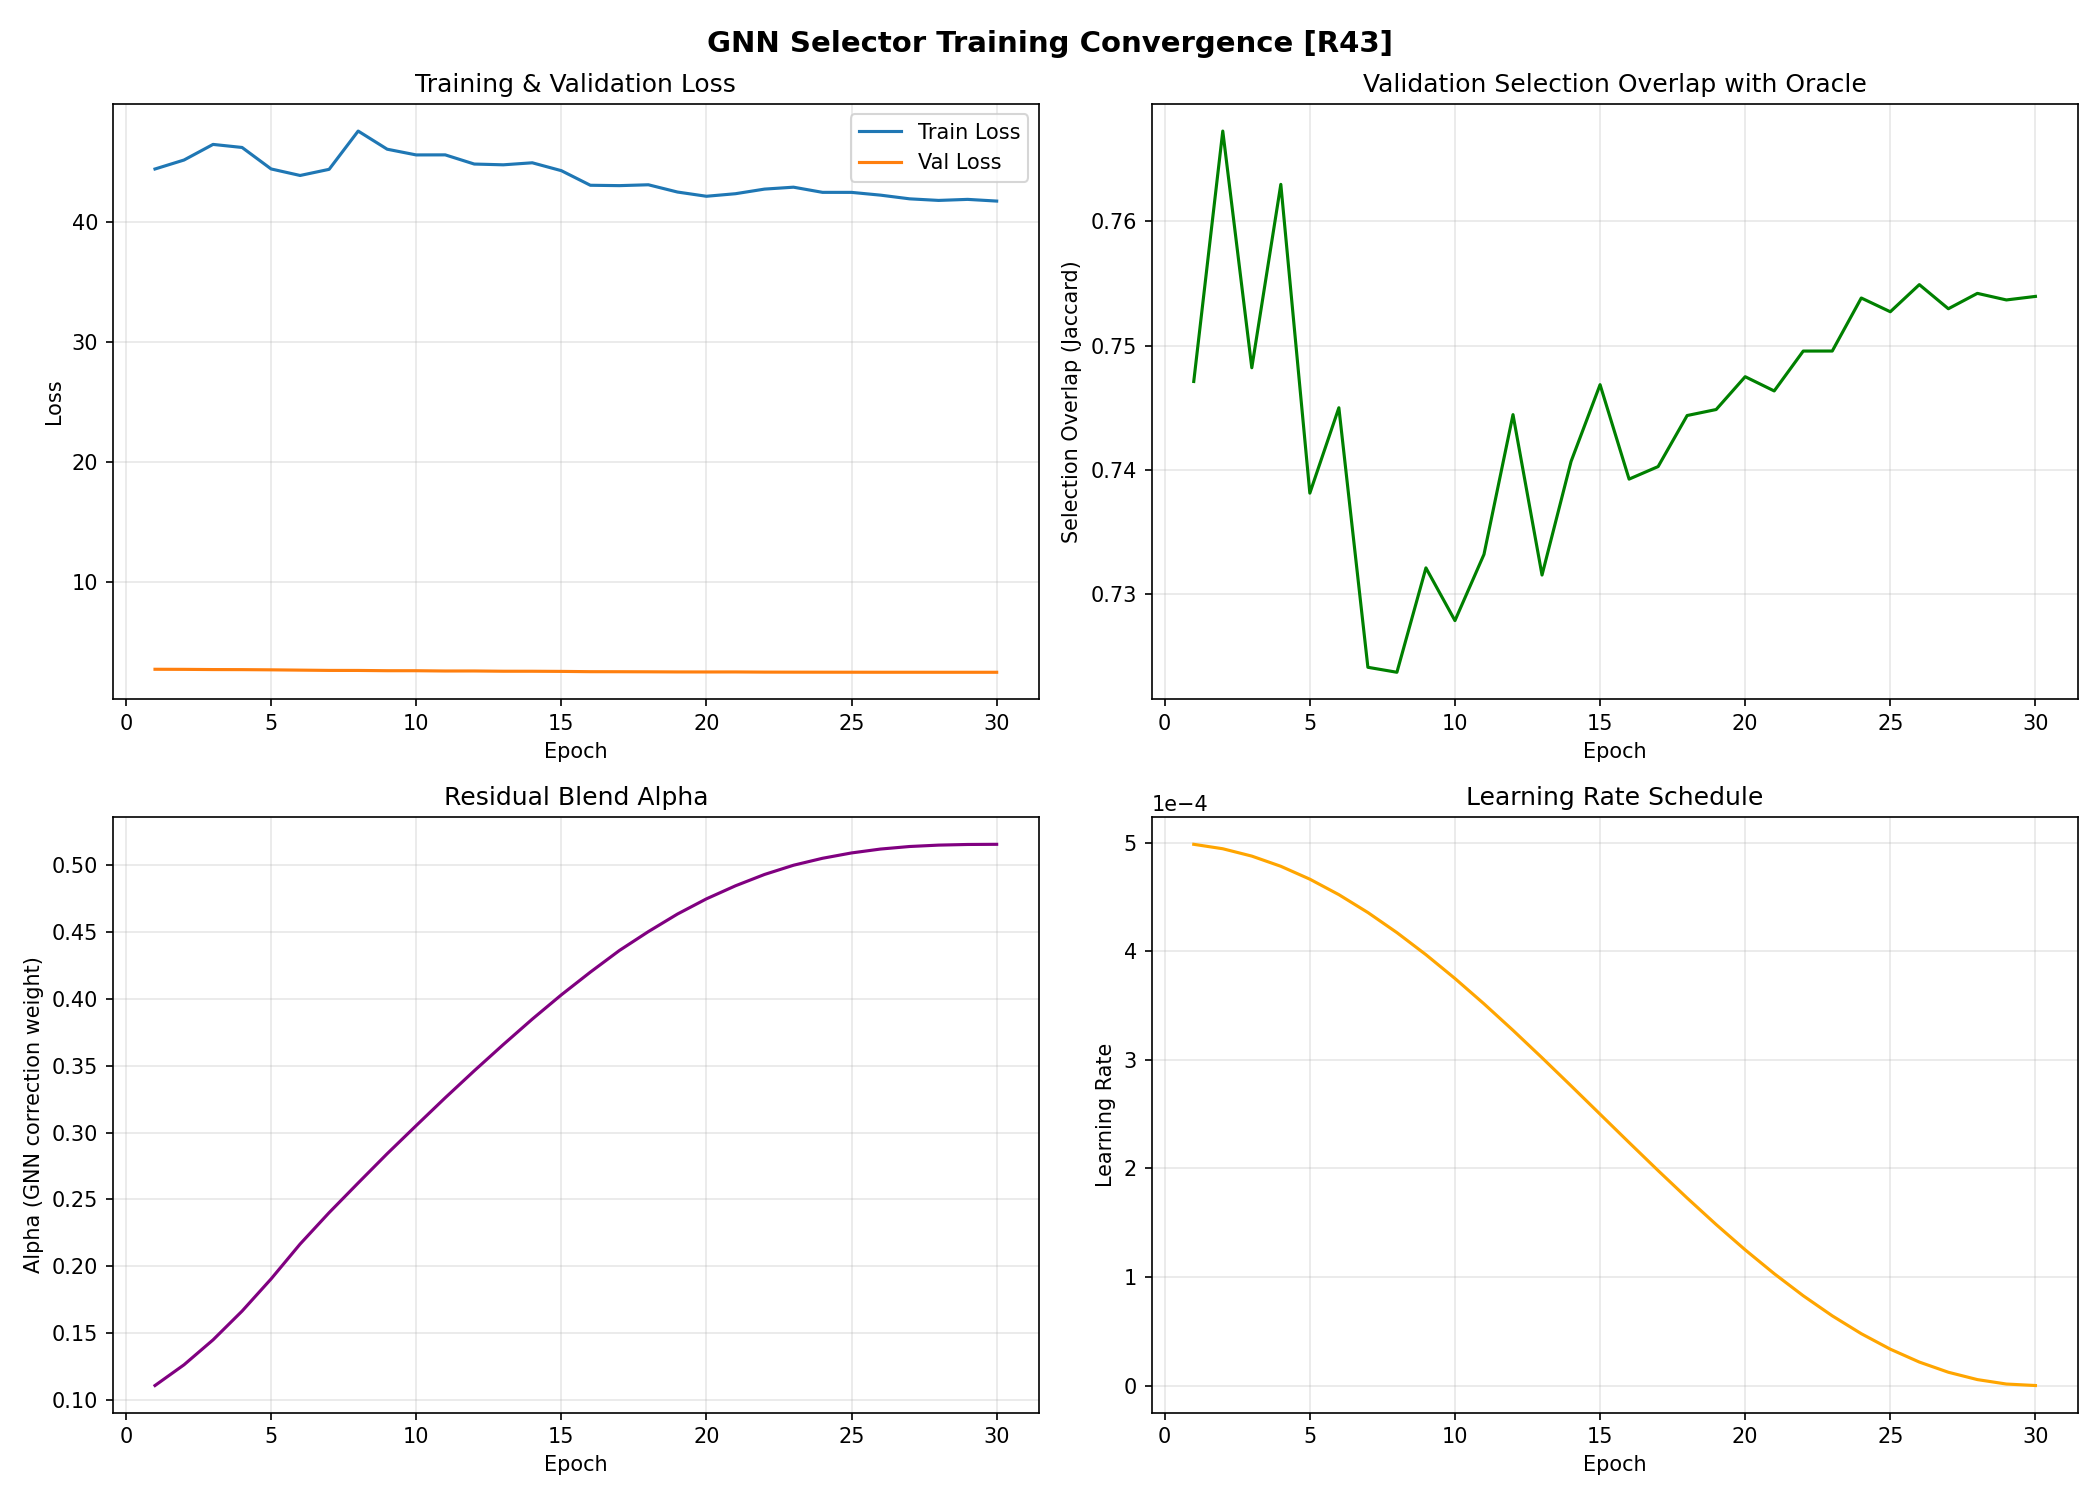 GNN Selector Training Convergence [R43]
Training & Validation Loss
Loss
40
30
20
10
Train Loss
Val Loss
0 5 10 15 20 25 30
Epoch
Validation Selection Overlap with Oracle
Selection Overlap (Jaccard)
0.76
0.75
0.74
0.73
0 5 10 15 20 25 30
Epoch
Residual Blend Alpha
Alpha (GNN correction weight)
0.50
0.45
0.40
0.35
0.30
0.25
0.20
0.15
0.10
0 5 10 15 20 25 30
Epoch
Learning Rate Schedule
1e−4
Learning Rate
5
4
3
2
1
0
0 5 10 15 20 25 30
Epoch